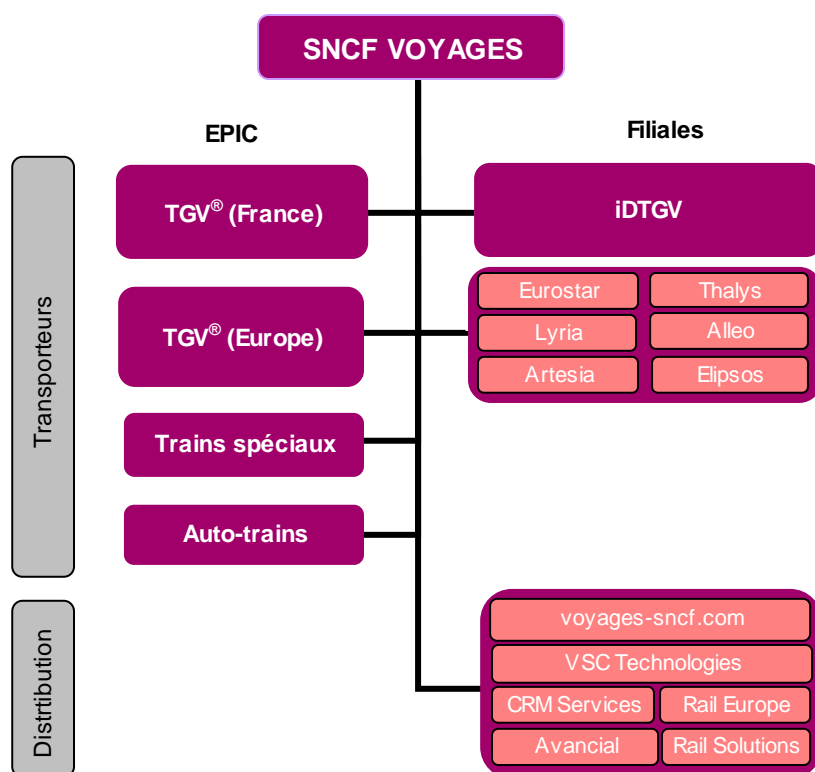 SNCF VOYAGES
EPIC
Filiales
Transporteurs
TGV® (France)
iDTGV
TGV® (Europe)
Eurostar
Thalys
Lyria
Alleo
Artesia
Elipsos
Trains spéciaux
Auto-trains
Distrtibution
voyages-sncf.com
VSC Technologies
CRM Services
Rail Europe
Avancial
Rail Solutions